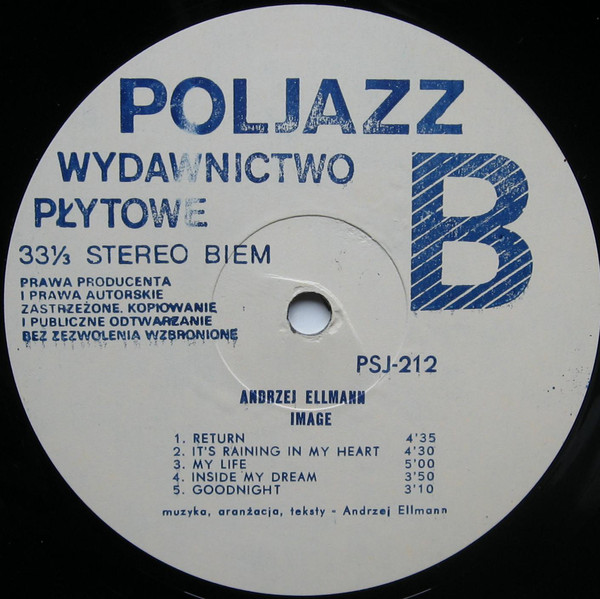 POLJAZZ
WYDAWNICTWO
PŁYTOWE
B
33⅓ STEREO BIEM
PRAWA PRODUCENTA
I PRAWA AUTORSKIE
ZASTRZEŻONE. KOPIOWANIE
I PUBLICZNE ODTWARZANIE
BEZ ZEZWOLENIA WZBRONIONE
PSJ-212
ANDRZEJ ELLMANN
IMAGE
1. RETURN 4'35
2. IT'S RAINING IN MY HEART 4'30
3. MY LIFE 5'00
4. INSIDE MY DREAM 3'50
5. GOODNIGHT 3'10
muzyka, aranżacja, teksty - Andrzej Ellmann